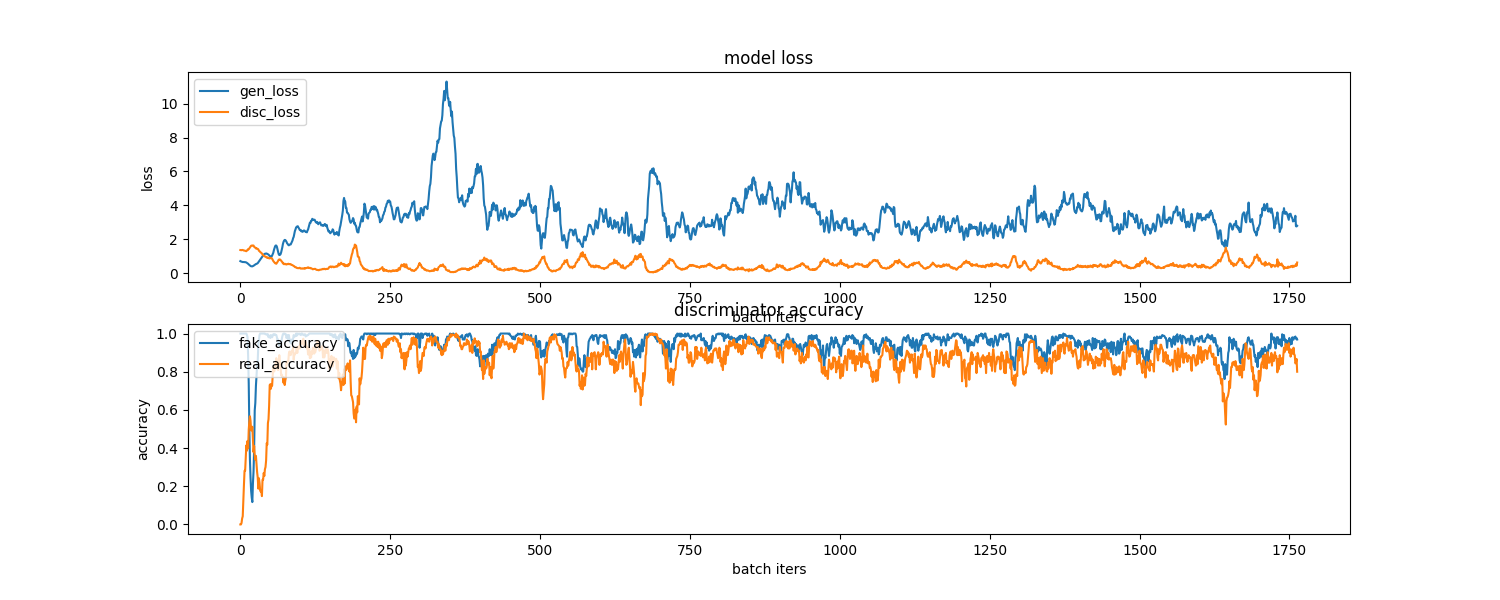 model loss
gen_loss
disc_loss
loss
10
8
6
4
2
0
0 250 500 750 1000 1250 1500 1750
batch iters
discriminator accuracy
fake_accuracy
real_accuracy
accuracy
1.0
0.8
0.6
0.4
0.2
0.0
0 250 500 750 1000 1250 1500 1750
batch iters